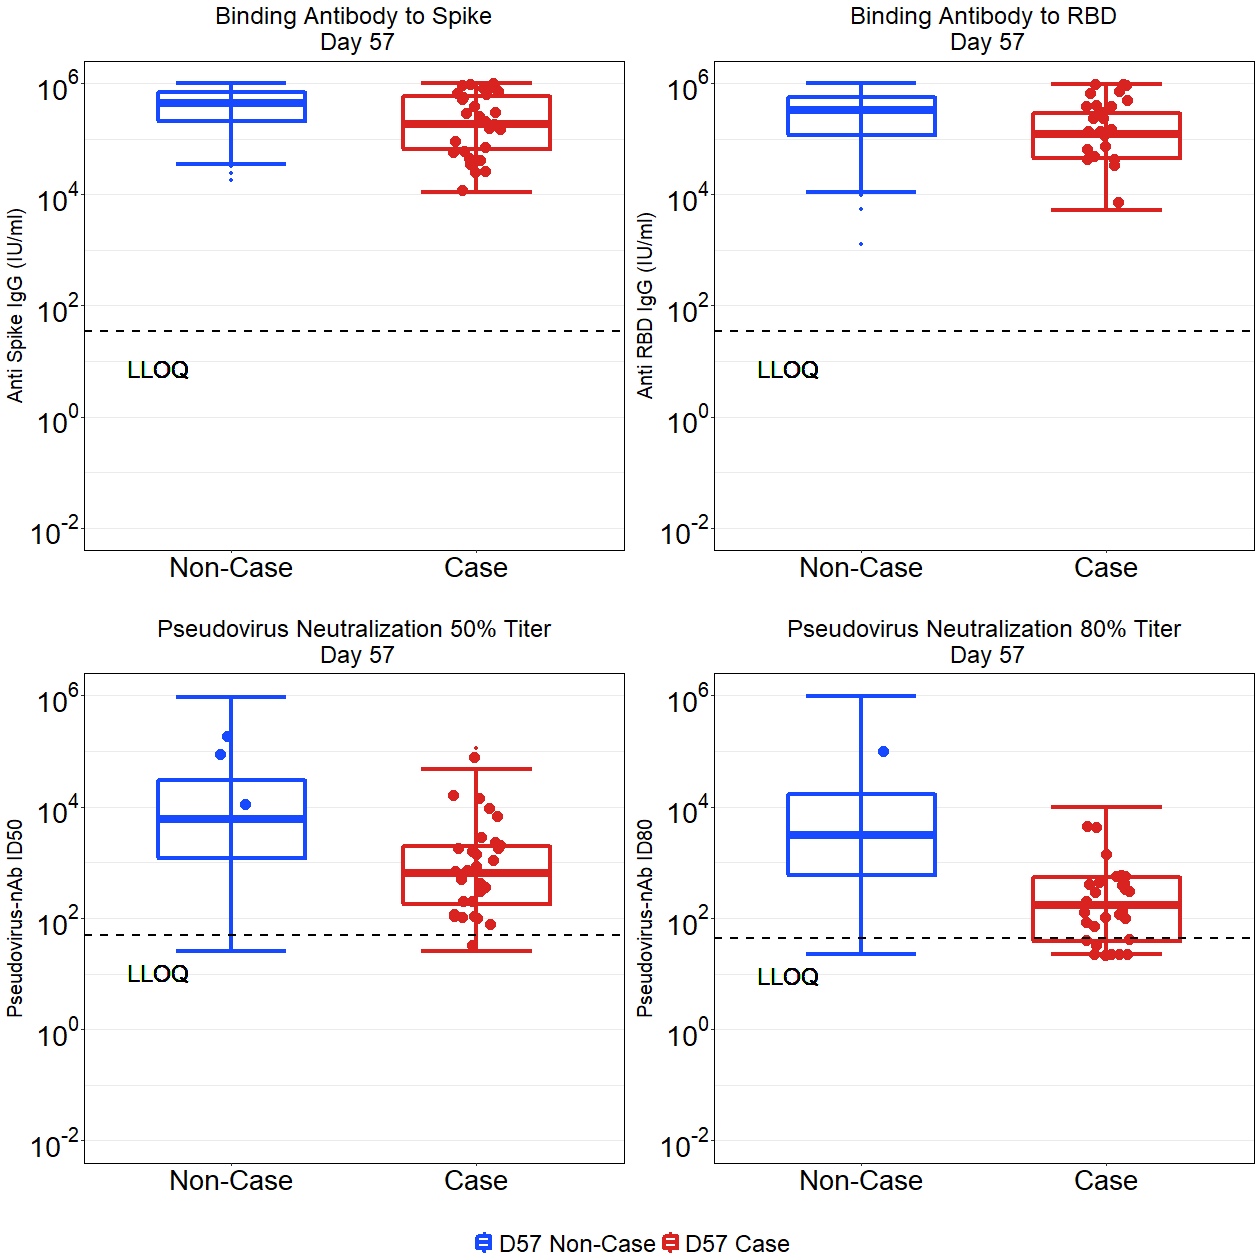 Binding Antibody to Spike
Day 57
Anti Spike IgG (IU/ml)
10^6
10^4
10^2
10^0
10^-2
LLOQ
Non-Case Case
Binding Antibody to RBD
Day 57
Anti RBD IgG (IU/ml)
10^6
10^4
10^2
10^0
10^-2
LLOQ
Non-Case Case
Pseudovirus Neutralization 50% Titer
Day 57
Pseudovirus-nAb ID50
10^6
10^4
10^2
10^0
10^-2
LLOQ
Non-Case Case
Pseudovirus Neutralization 80% Titer
Day 57
Pseudovirus-nAb ID80
10^6
10^4
10^2
10^0
10^-2
LLOQ
Non-Case Case
D57 Non-Case D57 Case